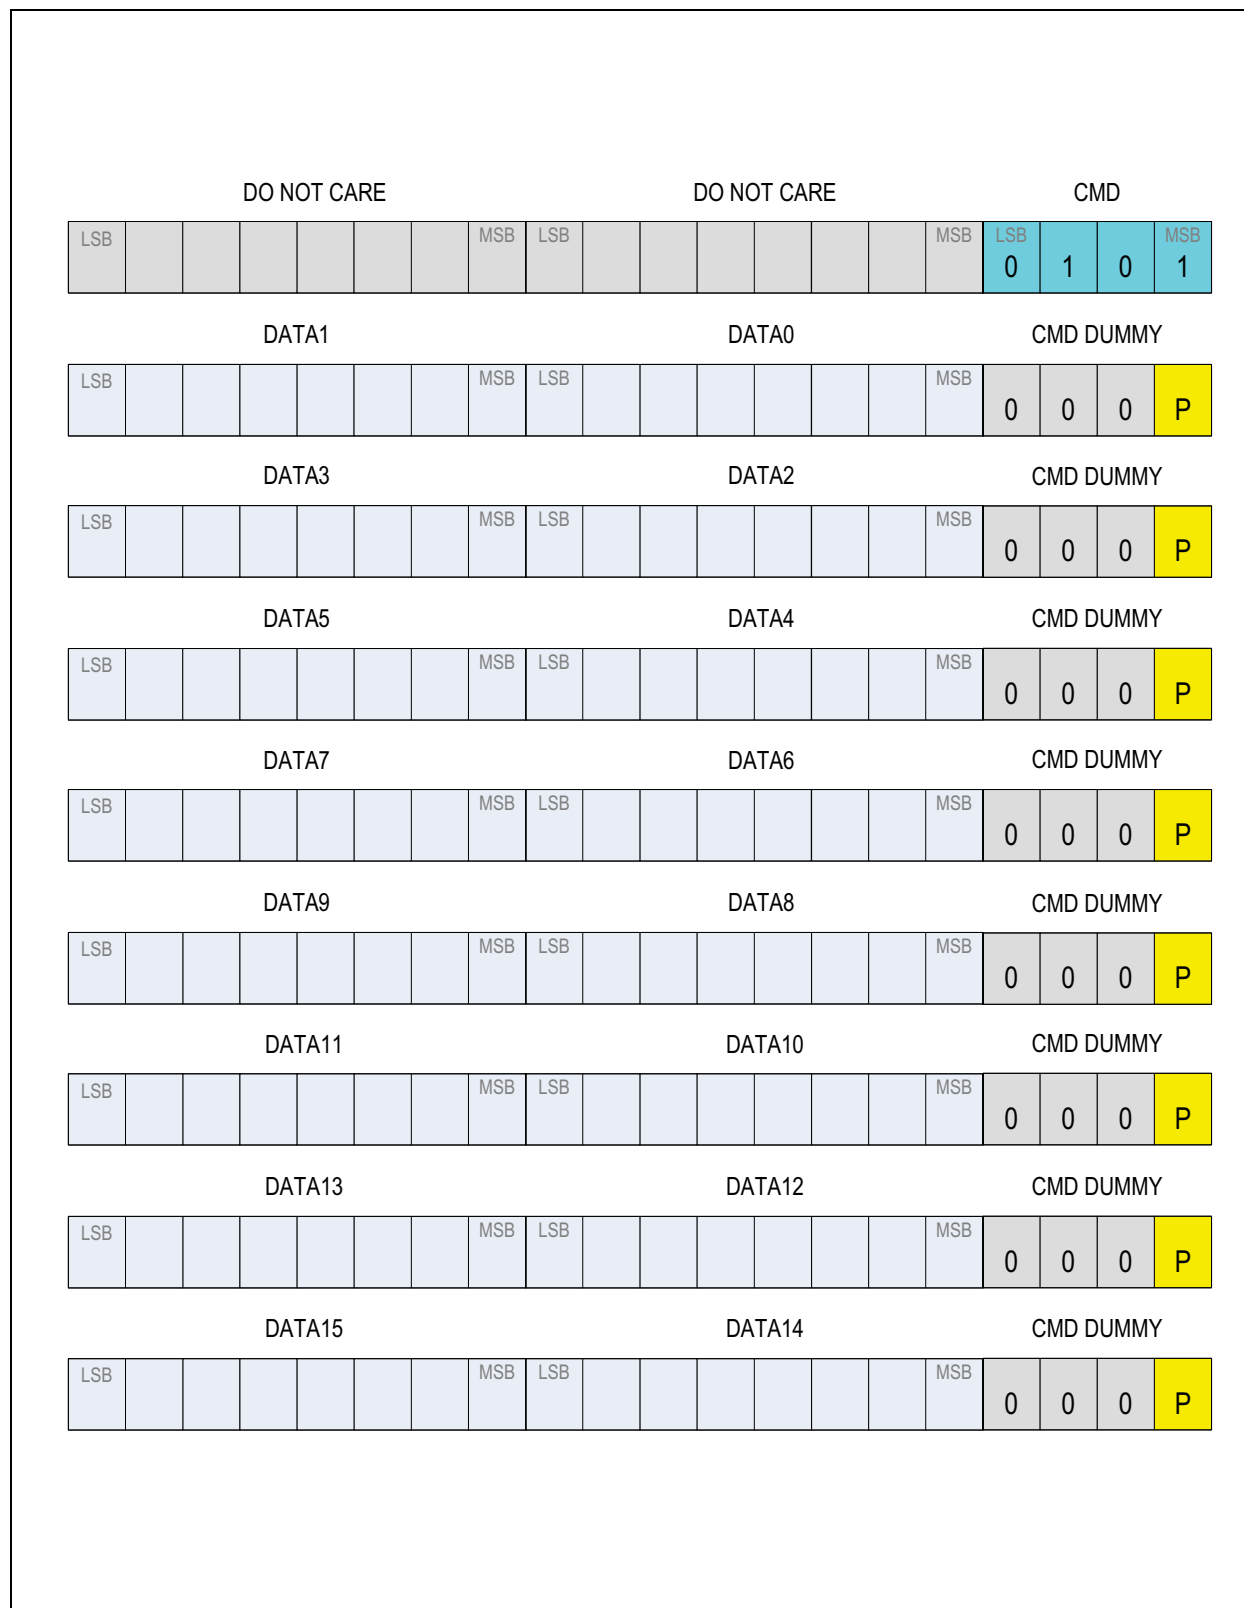 DO NOT CARE DO NOT CARE CMD
LSB MSB LSB MSB LSB MSB
0 1 0 1
DATA1 DATA0 CMD DUMMY
LSB MSB LSB MSB
0 0 0 P
DATA3 DATA2 CMD DUMMY
LSB MSB LSB MSB
0 0 0 P
DATA5 DATA4 CMD DUMMY
LSB MSB LSB MSB
0 0 0 P
DATA7 DATA6 CMD DUMMY
LSB MSB LSB MSB
0 0 0 P
DATA9 DATA8 CMD DUMMY
LSB MSB LSB MSB
0 0 0 P
DATA11 DATA10 CMD DUMMY
LSB MSB LSB MSB
0 0 0 P
DATA13 DATA12 CMD DUMMY
LSB MSB LSB MSB
0 0 0 P
DATA15 DATA14 CMD DUMMY
LSB MSB LSB MSB
0 0 0 P